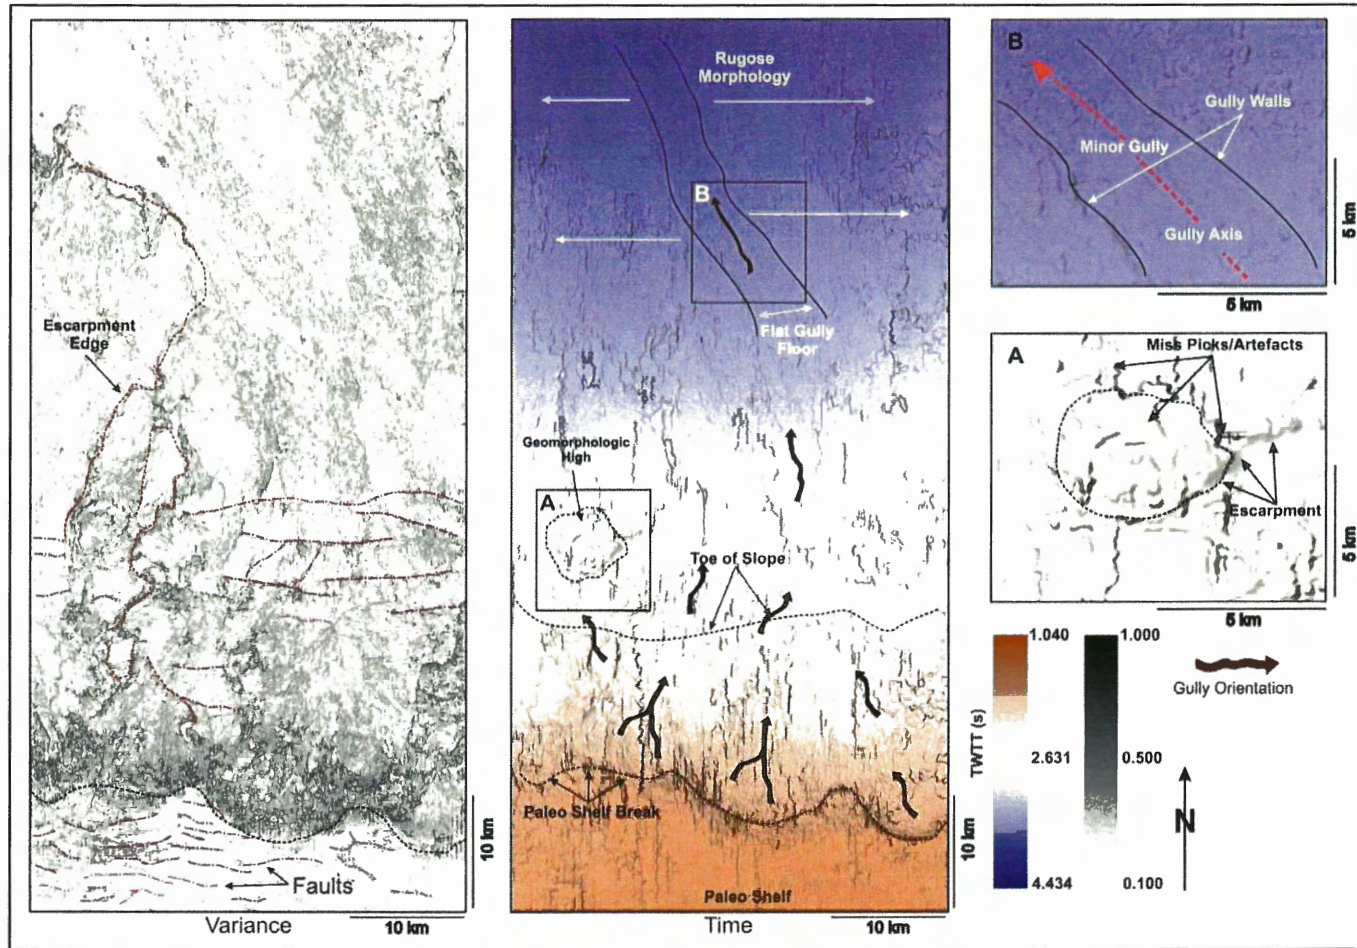 Escarpment
Edge
Faults
Variance
10 km
10 km
Rugose
Morphology
B
Flat Gully
Floor
Geomorphologic
High
A
Toe of Slope
Paleo Shelf Break
Paleo Shelf
Time
10 km
10 km
B
Gully Walls
Minor Gully
Gully Axis
5 km
5 km
A
Miss Picks/Artefacts
Escarpment
5 km
5 km
TWTT (s)
1.040
2.631
4.434
1.000
0.500
0.100
Gully Orientation
N